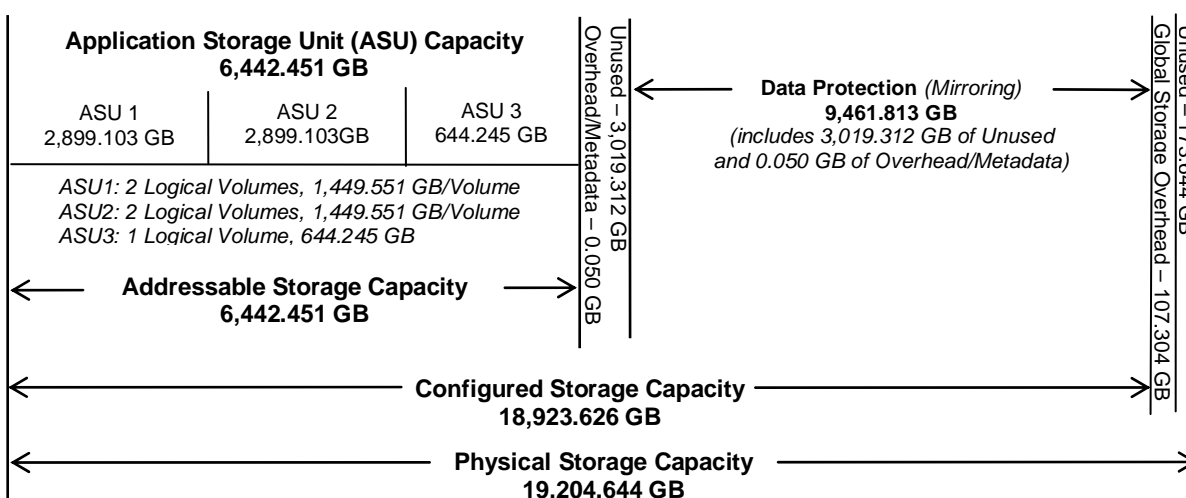 Application Storage Unit (ASU) Capacity
6,442.451 GB
ASU 1
2,899.103 GB
ASU 2
2,899.103GB
ASU 3
644.245 GB
ASU1: 2 Logical Volumes, 1,449.551 GB/Volume
ASU2: 2 Logical Volumes, 1,449.551 GB/Volume
ASU3: 1 Logical Volume, 644.245 GB
Addressable Storage Capacity
6,442.451 GB
Unused – 3,019.312 GB
Overhead/Metadata – 0.050 GB
Data Protection (Mirroring)
9,461.813 GB
(includes 3,019.312 GB of Unused
and 0.050 GB of Overhead/Metadata)
Global Storage Overhead – 107.304 GB
Configured Storage Capacity
18,923.626 GB
Physical Storage Capacity
19,204.644 GB